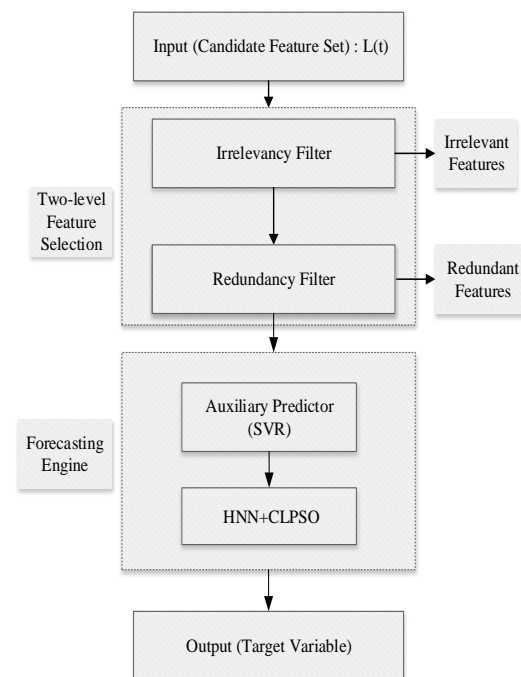 Input (Candidate Feature Set) : L(t)
Irrelevancy Filter
Irrelevant
Features
Two-level
Feature
Selection
Redundancy Filter
Redundant
Features
Auxiliary Predictor
(SVR)
Forecasting
Engine
HNN+CLPSO
Output (Target Variable)